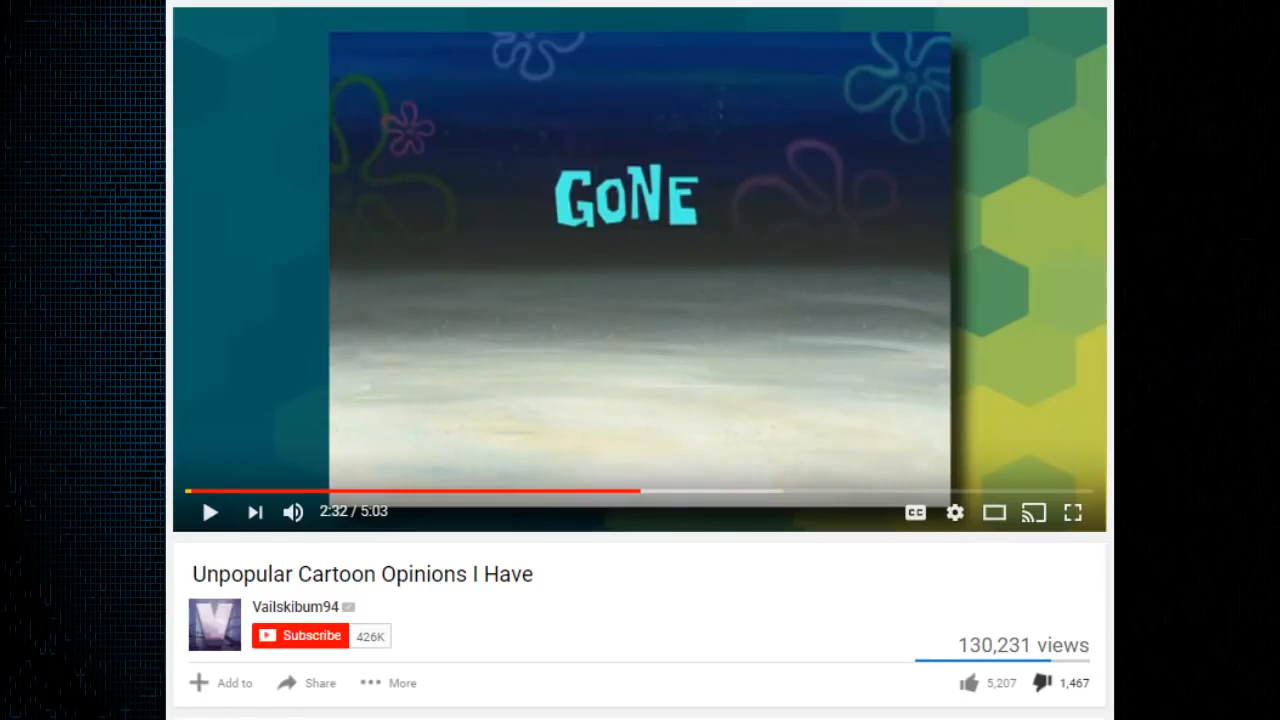 GONE
2:32 / 5:03
CC
Unpopular Cartoon Opinions I Have
V
Vailskibum94
Subscribe 426K
130,231 views
Add to Share More
5,207 1,467